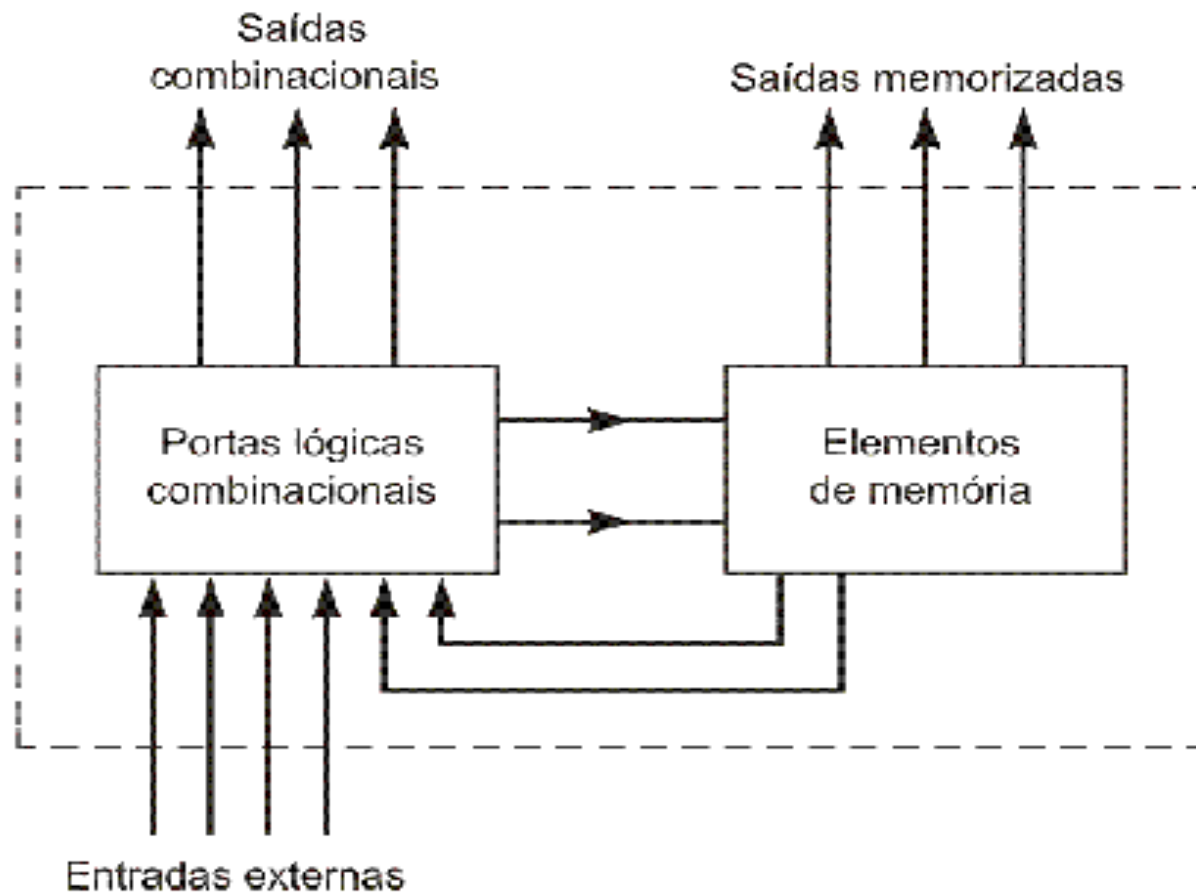 Saídas
combinacionais
Saídas memorizadas
Portas lógicas
combinacionais
Elementos
de memória
Entradas externas